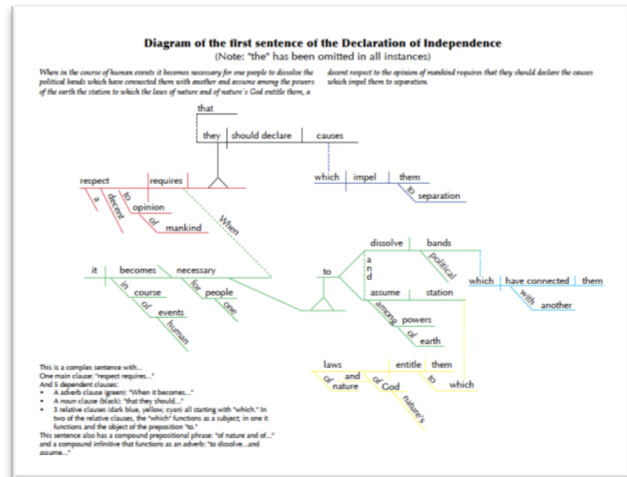 Diagram of the first sentence of the Declaration of Independence
(Note: "the" has been omitted in all instances)
When in the course of human events it becomes necessary for one people to dissolve the
political bands which have connected them with another and assume among the powers
of the earth the station to which the laws of nature and of nature's God entitle them, a
decent respect to the opinion of mankind requires that they should declare the causes
which impel them to separation.
that
they should declare causes
which impel them
to
separation
respect requires
a
decent
to
opinion
of
mankind
When
it becomes necessary
in
course
of
events
human
for
people
one
to
dissolve bands
political
and
which have connected them
with
another
assume station
among
powers
of
earth
laws entitle them
of
nature
and
of
God
nature's
to
which
This is a complex sentence with...
One main clause: "respect requires..."
And 5 dependent clauses:
• A adverb clause (green): "When it becomes..."
• A noun clause (black): "that they should..."
• 3 relative clauses (dark blue, yellow, cyan) all starting with "which." In
two of the relative clauses, the "which" functions as a subject; in one it
functions and the object of the preposition "to."
This sentence also has a compound prepositional phrase: "of nature and of..."
and a compound infinitive that functions as an adverb: "to dissolve...and
assume..."